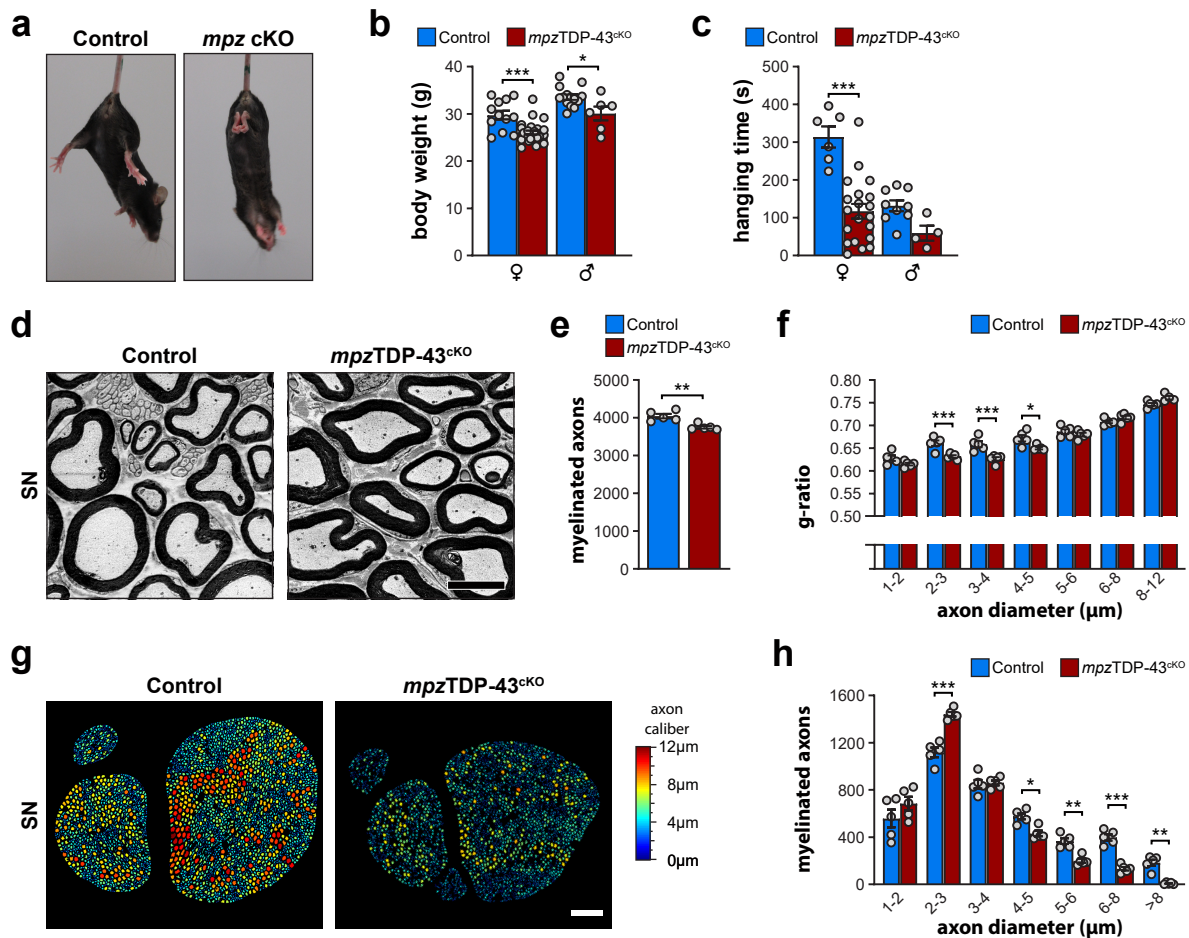 a
Control
mpz cKO
b
Control
mpzTDP-43cKO
body weight (g)
40
30
20
10
0
***
*
♀
♂
c
Control
mpzTDP-43cKO
hanging time (s)
500
400
300
200
100
0
***
♀
♂
d
Control
mpzTDP-43cKO
SN
e
Control
mpzTDP-43cKO
myelinated axons
5000
4000
3000
2000
1000
0
**
f
Control
mpzTDP-43cKO
g-ratio
0.80
0.75
0.70
0.65
0.60
0.55
0.50
***
***
*
1-2
2-3
3-4
4-5
5-6
6-8
8-12
axon diameter (μm)
g
Control
mpzTDP-43cKO
SN
axon
caliber
12μm
8μm
4μm
0μm
h
Control
mpzTDP-43cKO
myelinated axons
1600
1200
800
400
0
***
*
**
***
**
1-2
2-3
3-4
4-5
5-6
6-8
>8
axon diameter (μm)